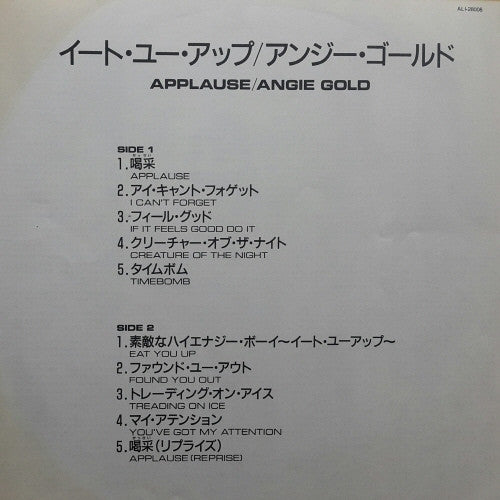 ALI-28006
イート・ユー・アップ/アンジー・ゴールド
APPLAUSE/ANGIE GOLD
SIDE 1
1.喝采
APPLAUSE
2.アイ・キャント・フォゲット
I CAN'T FORGET
3.フィール・グッド
IF IT FEELS GOOD DO IT
4.クリーチャー・オブ・ザ・ナイト
CREATURE OF THE NIGHT
5.タイムボム
TIMEBOMB
SIDE 2
1.素敵なハイエナジー・ボーイ〜イート・ユーアップ〜
EAT YOU UP
2.ファウンド・ユー・アウト
FOUND YOU OUT
3.トレーディング・オン・アイス
TREADING ON ICE
4.マイ・アテンション
YOU'VE GOT MY ATTENTION
5.喝采(リプライズ)
APPLAUSE (REPRISE)